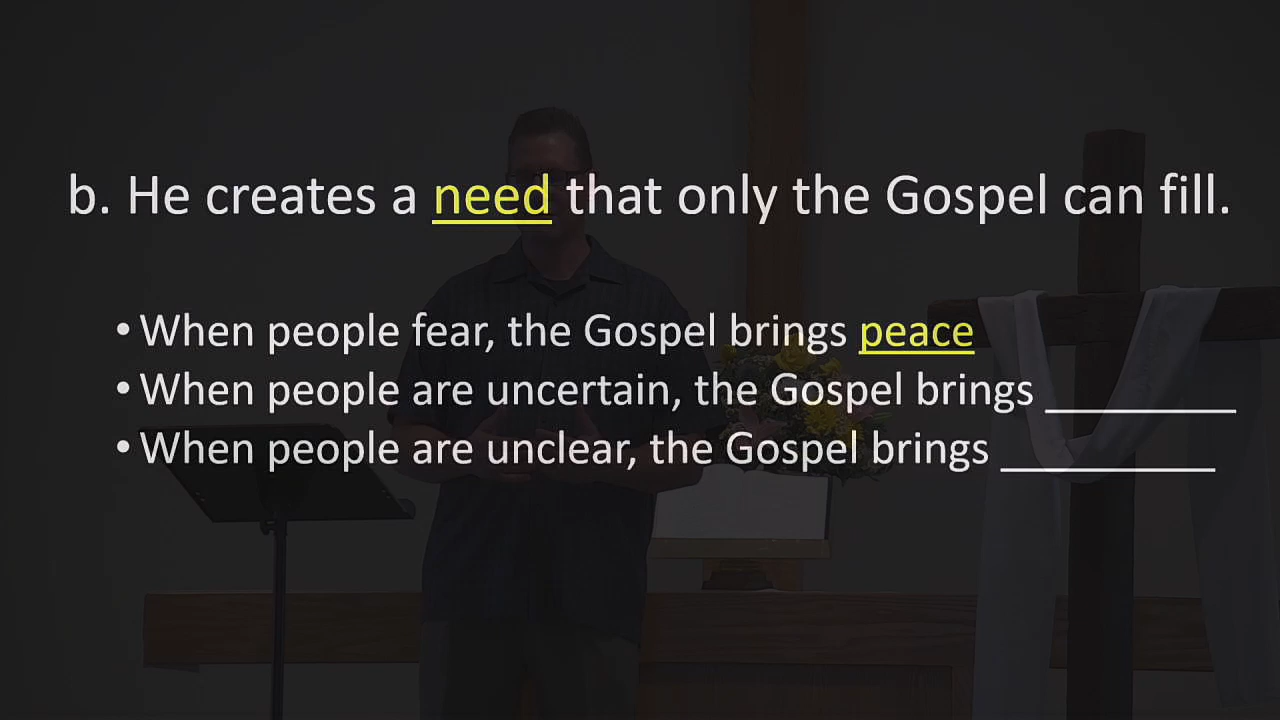 b. He creates a need that only the Gospel can fill.
• When people fear, the Gospel brings peace
• When people are uncertain, the Gospel brings _________
• When people are unclear, the Gospel brings __________